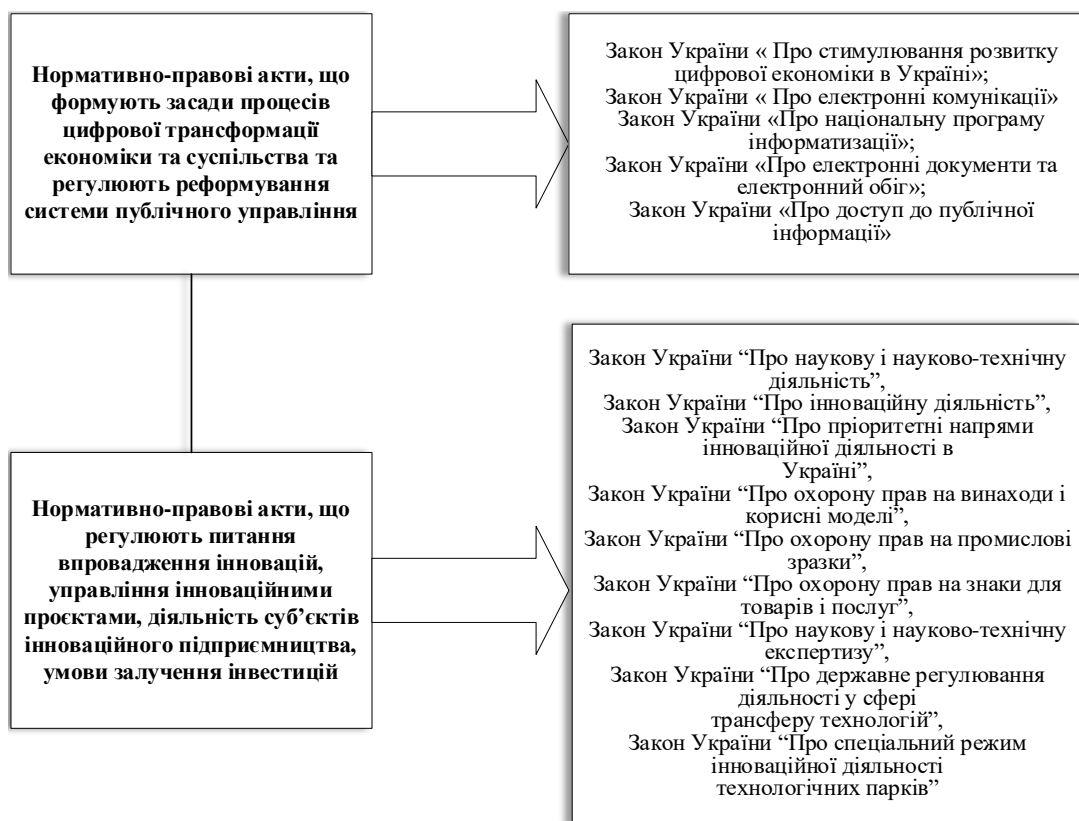 Нормативно-правові акти, що
формують засади процесів
цифрової трансформації
економіки та суспільства та
регулюють реформування
системи публічного управління
Закон України « Про стимулювання розвитку
цифрової економіки в Україні»;
Закон України « Про електронні комунікації»
Закон України «Про національну програму
інформатизації»;
Закон України «Про електронні документи та
електронний обіг»;
Закон України «Про доступ до публічної
інформації»
Нормативно-правові акти, що
регулюють питання
впровадження інновацій,
управління інноваційними
проєктами, діяльність суб’єктів
інноваційного підприємництва,
умови залучення інвестицій
Закон України “Про наукову і науково-технічну
діяльність”,
Закон України “Про інноваційну діяльність”,
Закон України “Про пріоритетні напрями
інноваційної діяльності в
Україні”,
Закон України “Про охорону прав на винаходи і
корисні моделі”,
Закон України “Про охорону прав на промислові
зразки”,
Закон України “Про охорону прав на знаки для
товарів і послуг”,
Закон України “Про наукову і науково-технічну
експертизу”,
Закон України “Про державне регулювання
діяльності у сфері
трансферу технологій”,
Закон України “Про спеціальний режим
інноваційної діяльності
технологічних парків”